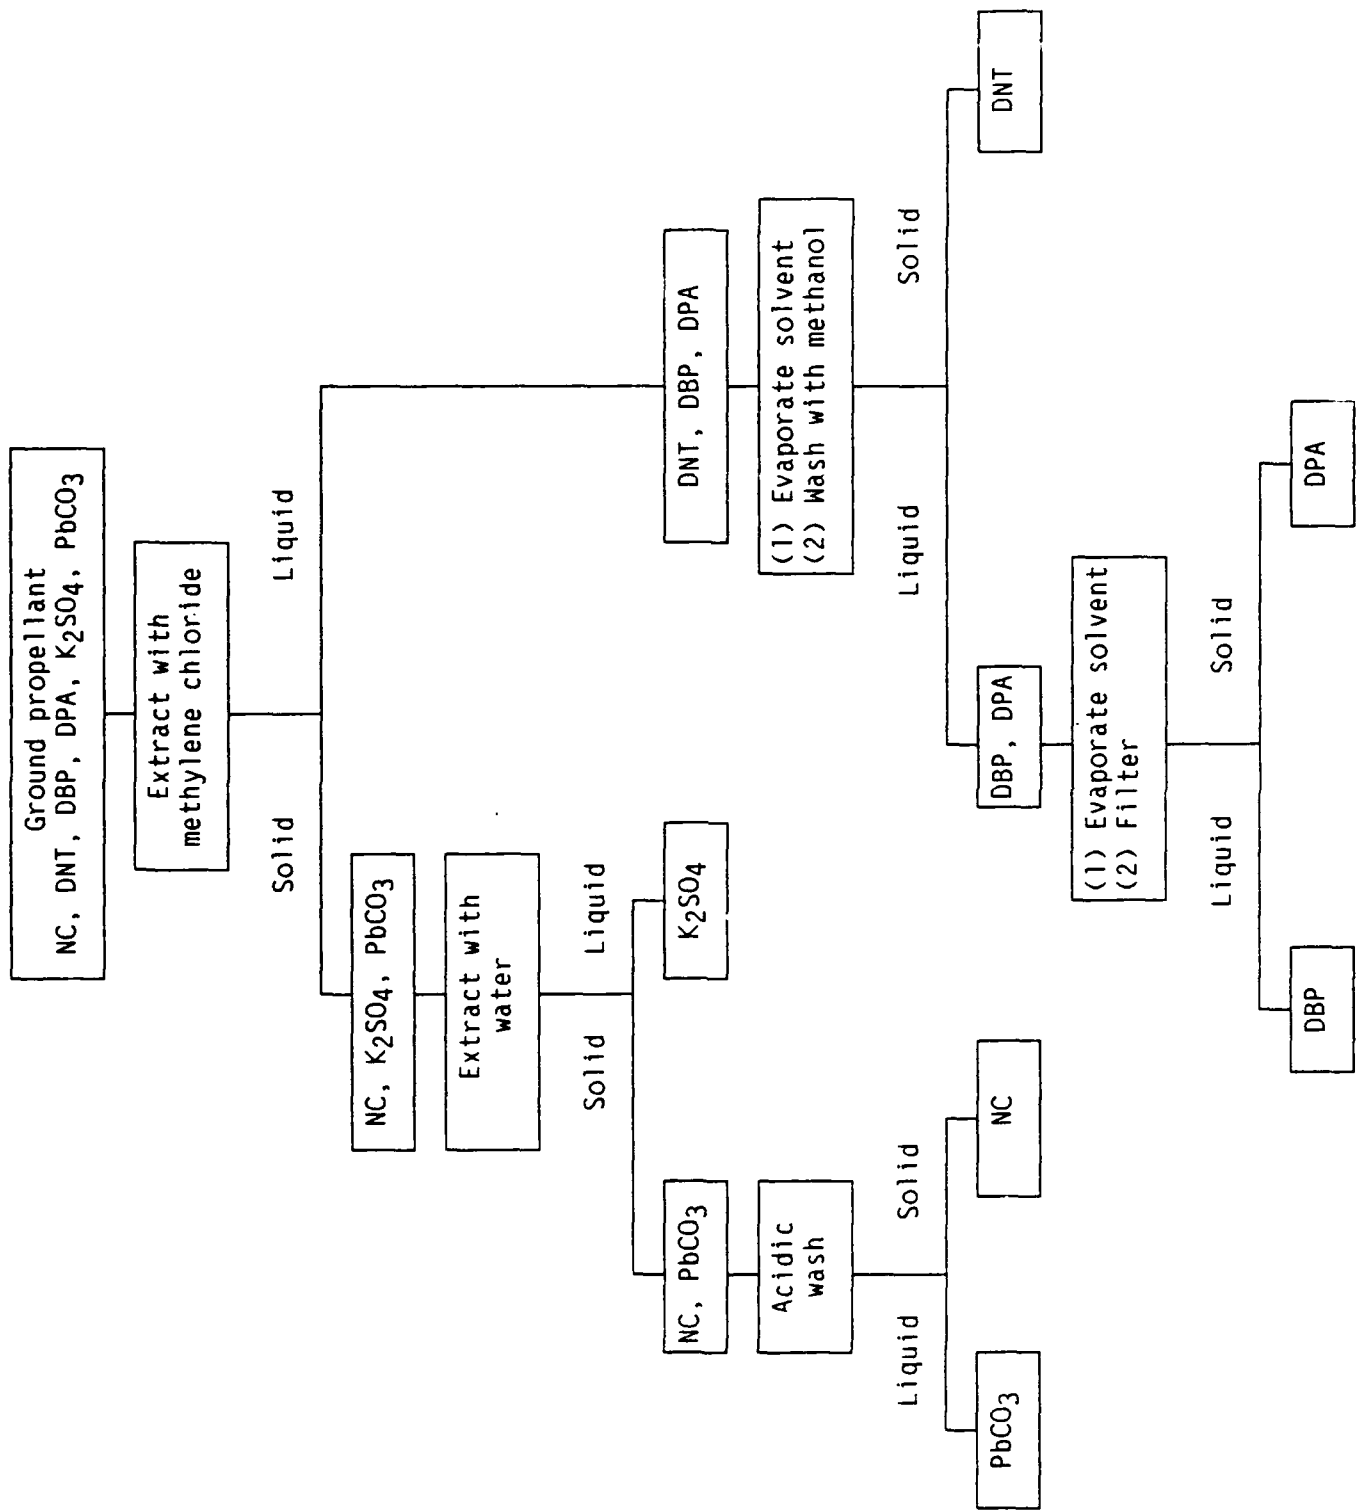 Ground propellant
NC, DNT, DBP, DPA, K₂SO₄, PbCO₃
Extract with
methylene chloride
Solid
Liquid
NC, K₂SO₄, PbCO₃
Extract with
water
Solid
Liquid
NC, PbCO₃
K₂SO₄
DNT, DBP, DPA
Acidic
wash
(1) Evaporate solvent
(2) Wash with methanol
Liquid
Solid
Liquid
Solid
PbCO₃
NC
DBP, DPA
DNT
(1) Evaporate solvent
(2) Filter
Liquid
Solid
DBP
DPA